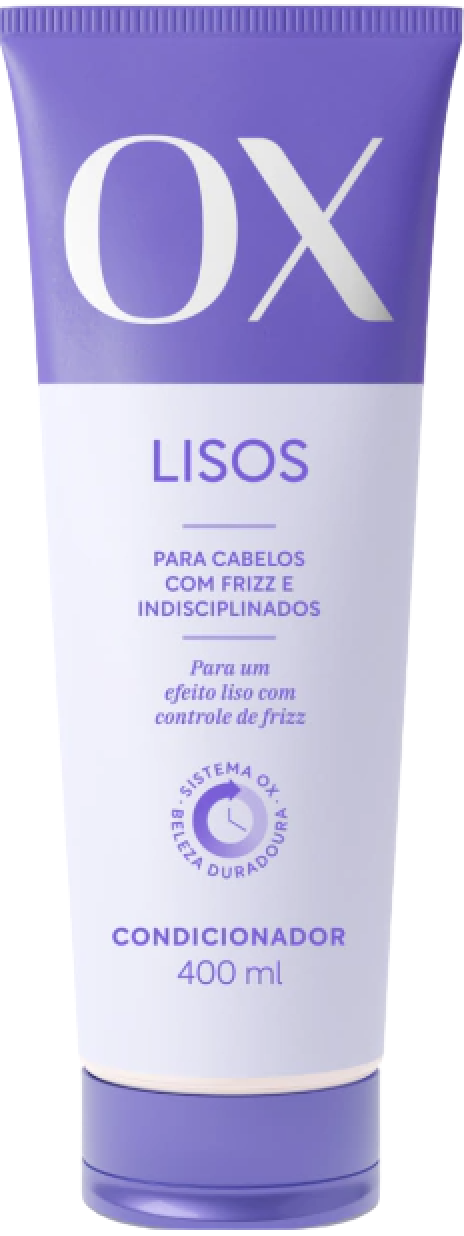 OX
LISOS
PARA CABELOS
COM FRIZZ E
INDISCIPLINADOS
Para um
efeito liso com
controle de frizz
· SISTEMA OX ·
BELEZA DURADOURA
CONDICIONADOR
400 ml